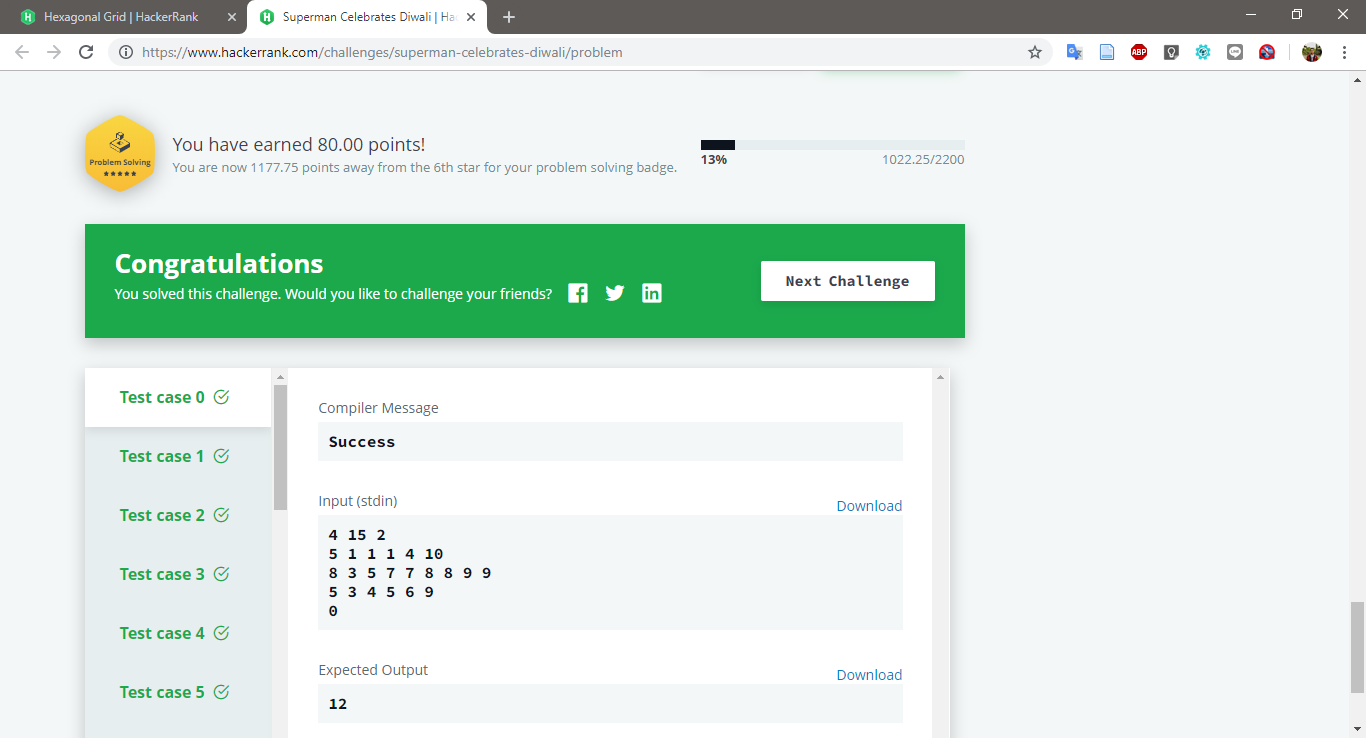 Hexagonal Grid | HackerRank
Superman Celebrates Diwali | Ha
https://www.hackerrank.com/challenges/superman-celebrates-diwali/problem
ABP
LINE
Problem Solving
You have earned 80.00 points!
You are now 1177.75 points away from the 6th star for your problem solving badge.
13%
1022.25/2200
Congratulations
You solved this challenge. Would you like to challenge your friends?
Next Challenge
Test case 0
Test case 1
Test case 2
Test case 3
Test case 4
Test case 5
Compiler Message
Success
Input (stdin)
Download
4 15 2
5 1 1 1 4 10
8 3 5 7 7 8 8 9 9
5 3 4 5 6 9
0
Expected Output
Download
12